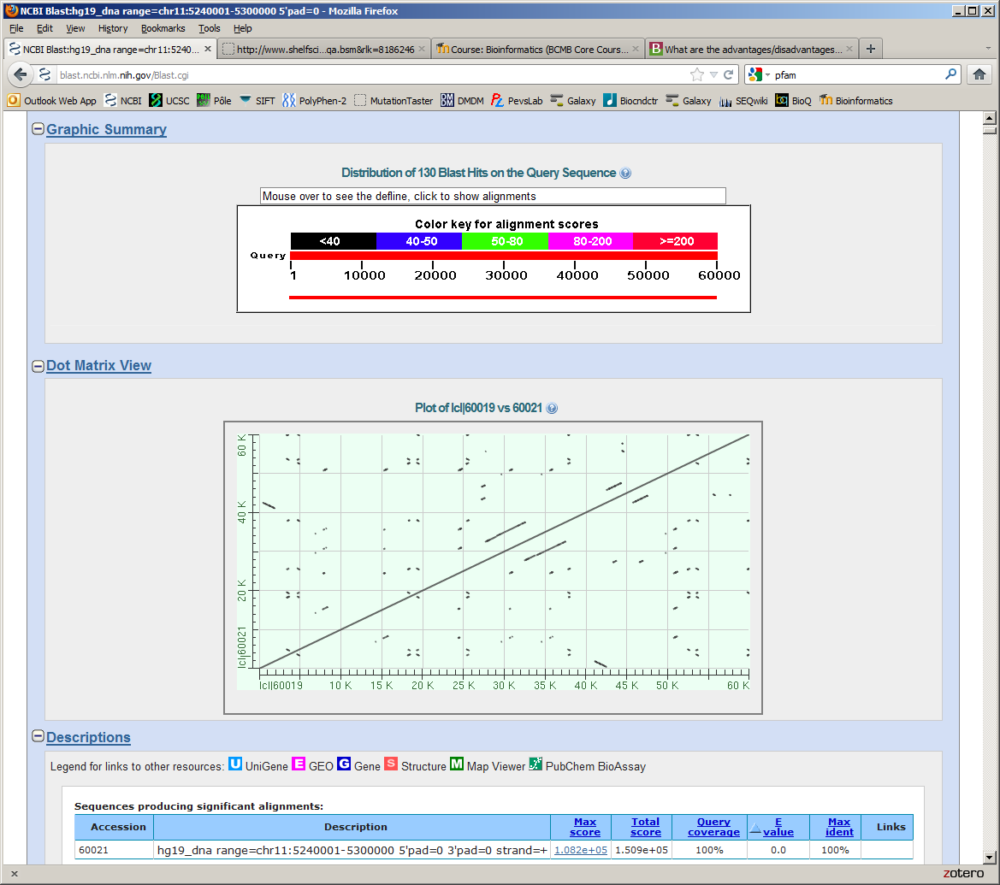 NCBI Blast:hg19_dna range=chr11:5240001-5300000 5'pad=0 - Mozilla Firefox
File Edit View History Bookmarks Tools Help
NCBI Blast:hg19_dna range=chr11:5240... http://www.shelfsci...qa.bsm&rlk=8186246 Course: Bioinformatics (BCMB Core Cours... What are the advantages/disadvantages...
blast.ncbi.nlm.nih.gov/Blast.cgi pfam
Outlook Web App NCBI UCSC Pôle SIFT PolyPhen-2 MutationTaster DMDM PevsLab Galaxy Biocndctr Galaxy SEQwiki BioQ Bioinformatics
Graphic Summary
Distribution of 130 Blast Hits on the Query Sequence
Mouse over to see the defline, click to show alignments
Color key for alignment scores
<40 40-50 50-80 80-200 >=200
Query
1 10000 20000 30000 40000 50000 60000
Dot Matrix View
Plot of lcl|60019 vs 60021
60 K
40 K
20 K
lcl|60021
lcl|60019 10 K 15 K 20 K 25 K 30 K 35 K 40 K 45 K 50 K 60 K
Descriptions
Legend for links to other resources: U UniGene E GEO G Gene S Structure M Map Viewer PubChem BioAssay
Sequences producing significant alignments:
Accession Description Max score Total score Query coverage E value Max ident Links
60021 hg19_dna range=chr11:5240001-5300000 5'pad=0 3'pad=0 strand=+ 1.082e+05 1.509e+05 100% 0.0 100%
x zotero